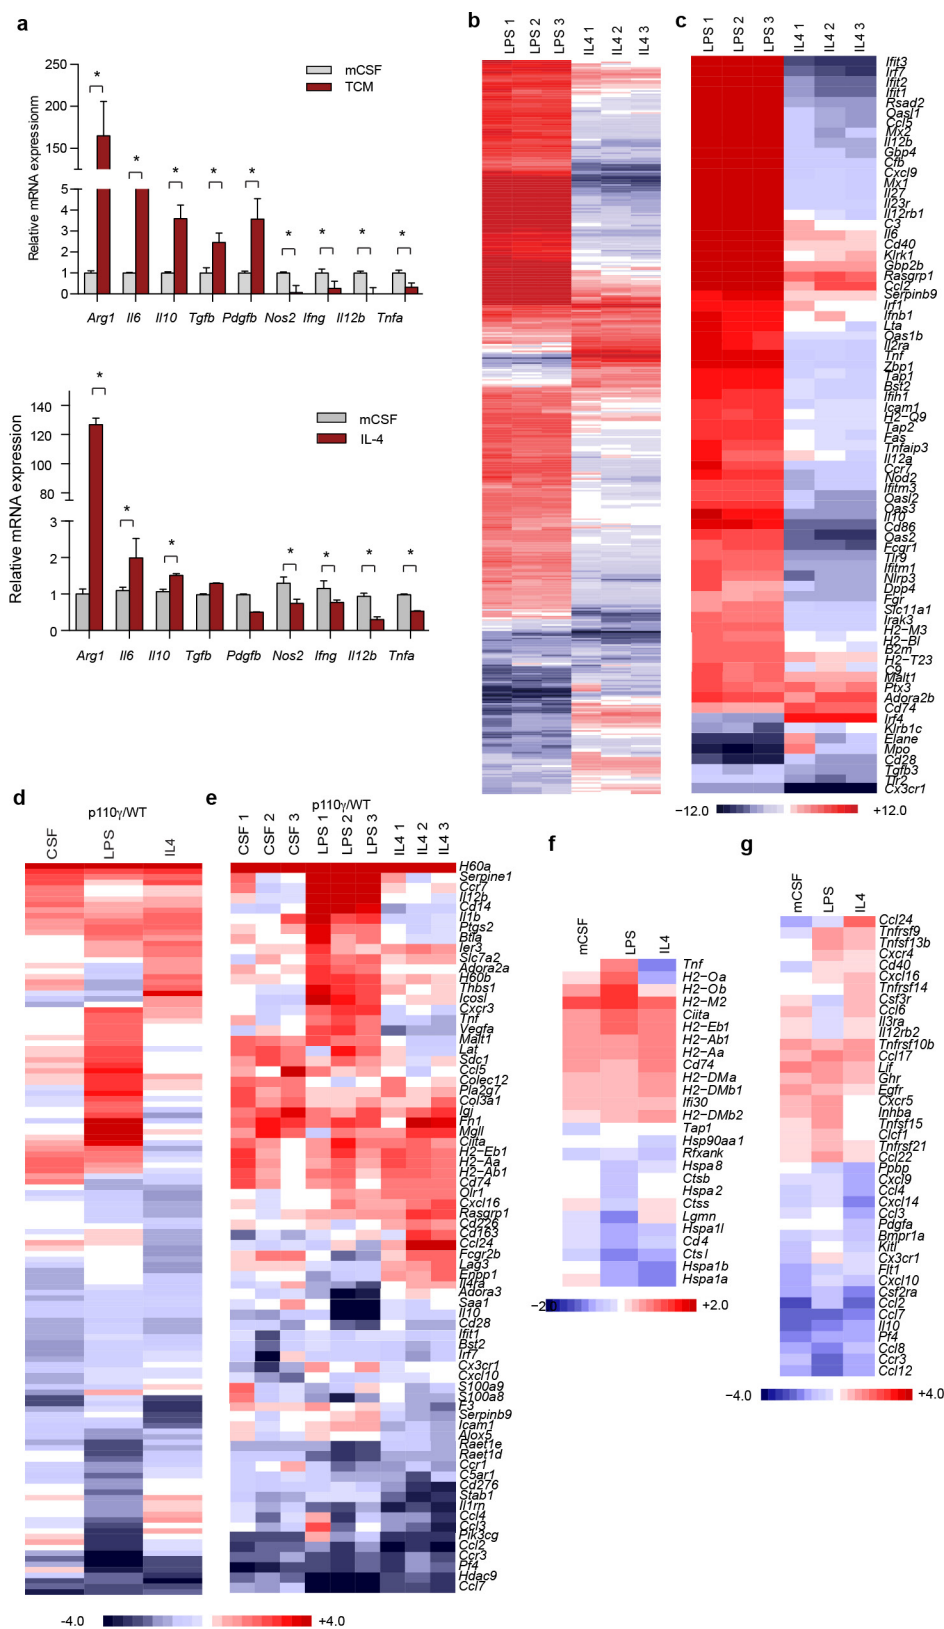 a
Relative mRNA expressionm
250
200
150
5
4
3
2
1
0
mCSF
TCM
* * * * * * * * *
Arg1 Il6 Il10 Tgfb Pdgfb Nos2 Ifng Il12b Tnfa
Relative mRNA expression
140
120
100
80
3
2
1
0
mCSF
IL-4
* * * * * * *
Arg1 Il6 Il10 Tgfb Pdgfb Nos2 Ifng Il12b Tnfa
b
LPS 1 LPS 2 LPS 3 IL4 1 IL4 2 IL4 3
c
LPS 1 LPS 2 LPS 3 IL4 1 IL4 2 IL4 3
Ifit3
Irf7
Ifit2
Ifit1
Rsad2
Oasl1
Ccl5
Mx2
Il12b
Gbp4
Cfb
Cxcl9
Mx1
Il27
Il23r
Il12rb1
C3
Il6
Cd40
Klrk1
Gbp2b
Rasgrp1
Ccl2
Serpinb9
Irf1
Ifnb1
Lta
Oas1b
Il2ra
Tnf
Zbp1
Tap1
Bst2
Ifih1
Icam1
H2-Q9
Tap2
Fas
Tnfaip3
Il12a
Ccr7
Nod2
Ifitm3
Oasl2
Oas3
Il10
Cd86
Oas2
Fcgr1
Tlr9
Ifitm1
Nlrp3
Dpp4
Fgr
Slc11a1
Irak3
H2-M3
H2-Bl
B2m
H2-T23
C9
Malt1
Ptx3
Adora2b
Cd74
Irf4
Klrb1c
Elane
Mpo
Cd28
Tgfb3
Tlr2
Cx3cr1
-12.0 +12.0
d
p110γ/WT
CSF LPS IL4
-4.0 +4.0
e
p110γ/WT
CSF 1 CSF 2 CSF 3 LPS 1 LPS 2 LPS 3 IL4 1 IL4 2 IL4 3
H60a
Serpine1
Ccr7
Il12b
Cd14
Il1b
Ptgs2
Btla
Ier3
Slc7a2
Adora2a
H60b
Thbs1
Icosl
Cxcr3
Tnf
Vegfa
Malt1
Lat
Sdc1
Ccl5
Colec12
Pla2g7
Col3a1
Igj
Fn1
Mgll
Ciita
H2-Eb1
H2-Aa
H2-Ab1
Cd74
Olr1
Cxcl16
Rasgrp1
Cd226
Cd163
Ccl24
Fcgr2b
Lag3
Enpp1
Il4ra
Adora3
Saa1
Il10
Cd28
Ifit1
Bst2
Irf7
Cx3cr1
Cxcl10
S100a9
S100a8
F3
Serpinb9
Icam1
Alox5
Raet1e
Raet1d
Ccr1
C5ar1
Cd276
Stab1
Il1rn
Ccl4
Ccl3
Pik3cg
Ccl2
Ccr3
Pf4
Hdac9
Ccl7
f
mCSF LPS IL4
Tnf
H2-Oa
H2-Ob
H2-M2
Ciita
H2-Eb1
H2-Ab1
H2-Aa
Cd74
H2-DMa
H2-DMb1
Ifi30
H2-DMb2
Tap1
Hsp90aa1
Rfxank
Hspa8
Ctsb
Hspa2
Ctss
Lgmn
Hspa1l
Cd4
Ctsl
Hspa1b
Hspa1a
-2.0 +2.0
g
mCSF LPS IL4
Ccl24
Tnfrsf9
Tnfsf13b
Cxcr4
Cd40
Cxcl16
Tnfrsf14
Csf3r
Ccl6
Il3ra
Il12rb2
Tnfrsf10b
Ccl17
Lif
Ghr
Egfr
Cxcr5
Inhba
Tnfsf15
Clcf1
Tnfrsf21
Ccl22
Ppbp
Cxcl9
Ccl4
Cxcl14
Ccl3
Pdgfa
Bmpr1a
Kitl
Cx3cr1
Flt1
Cxcl10
Csf2ra
Ccl2
Ccl7
Il10
Pf4
Ccl8
Ccr3
Ccl12
-4.0 +4.0